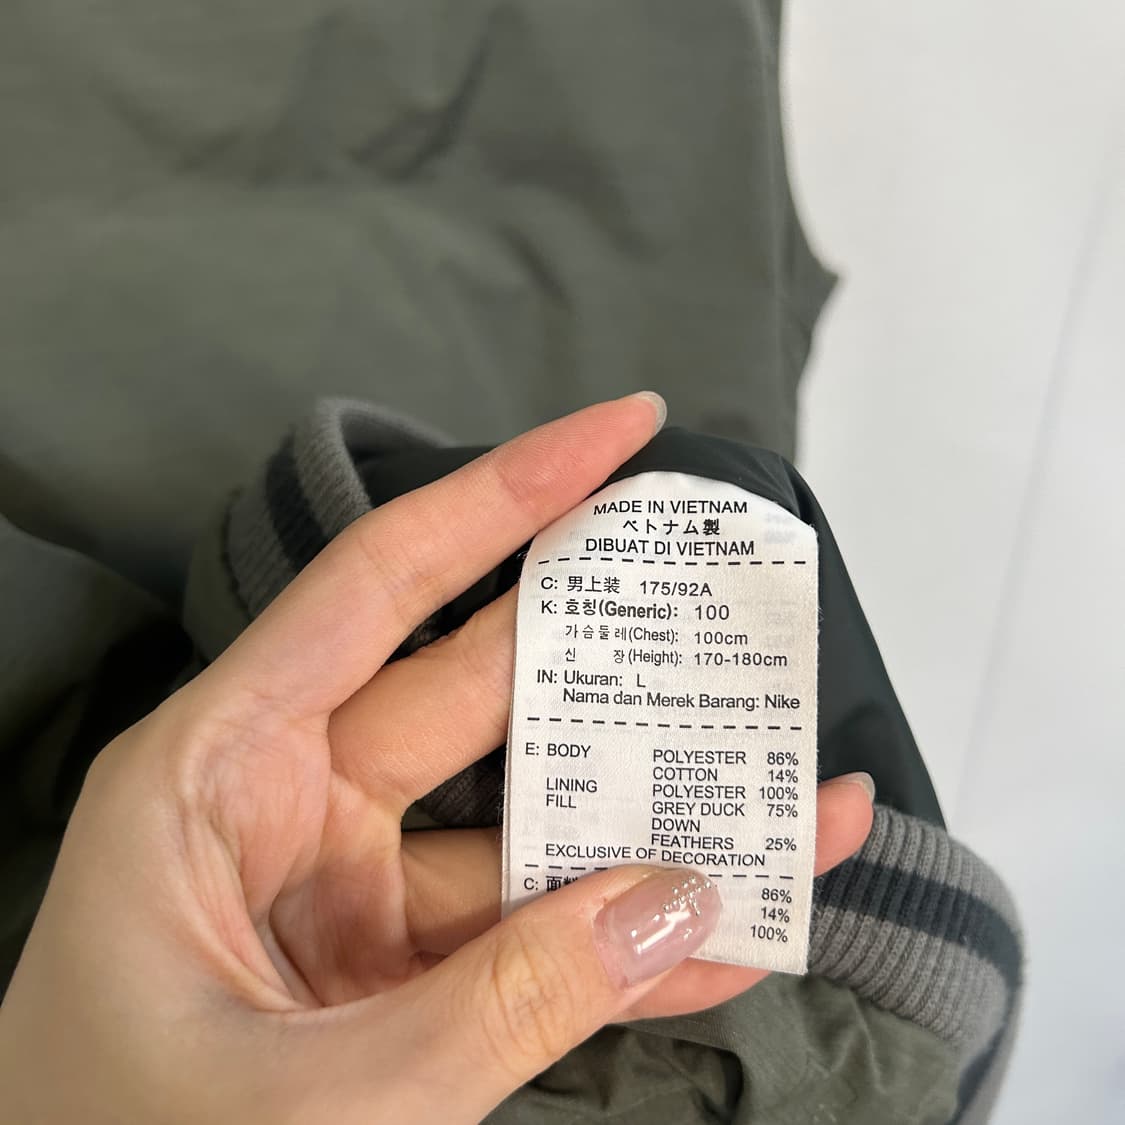 MADE IN VIETNAM
ベトナム製
DIBUAT DI VIETNAM
C: 男上装 175/92A
K: 호칭(Generic): 100
가슴둘레(Chest): 100cm
신 장(Height): 170-180cm
IN: Ukuran: L
Nama dan Merek Barang: Nike
E: BODY POLYESTER 86%
COTTON 14%
LINING POLYESTER 100%
FILL GREY DUCK 75%
DOWN
FEATHERS 25%
EXCLUSIVE OF DECORATION
C: 面 86%
14%
100%